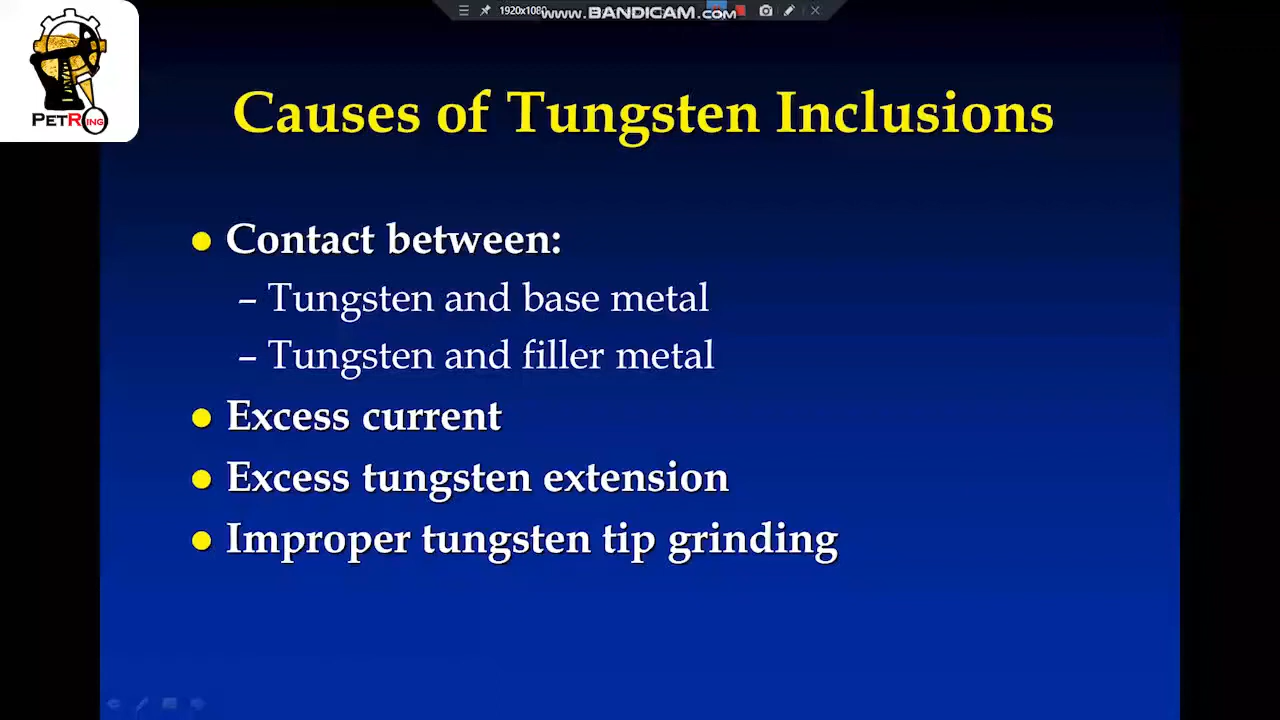 1920x1080
www.BANDICAM.com
PETRING
Causes of Tungsten Inclusions
● Contact between:
– Tungsten and base metal
– Tungsten and filler metal
● Excess current
● Excess tungsten extension
● Improper tungsten tip grinding